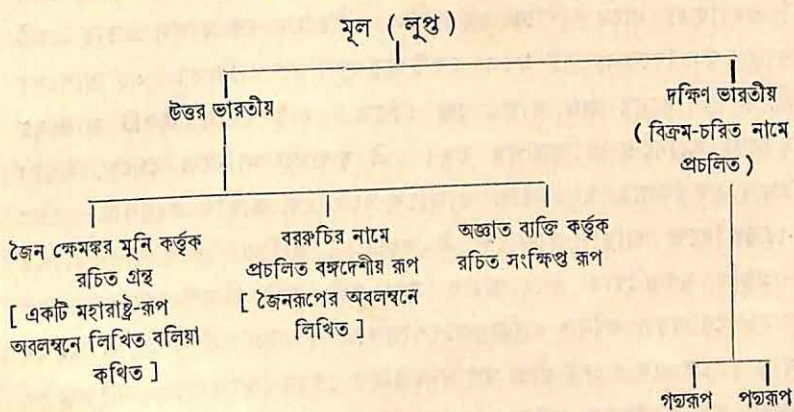 মূল ( লুপ্ত )
উত্তর ভারতীয়
দক্ষিণ ভারতীয়
( বিক্রম-চরিত নামে
প্রচলিত )
জৈন ক্ষেমঙ্কর মুনি কর্ত্তৃক
রচিত গ্রন্থ
[ একটি মহারাষ্ট্র-রূপ
অবলম্বনে লিখিত বলিয়া
কথিত ]
বররুচির নামে
প্রচলিত বঙ্গদেশীয় রূপ
[ জৈনরূপের অবলম্বনে
লিখিত ]
অজ্ঞাত ব্যক্তি কর্ত্তৃক
রচিত সংক্ষিপ্ত রূপ
গদ্যরূপ পদ্যরূপ